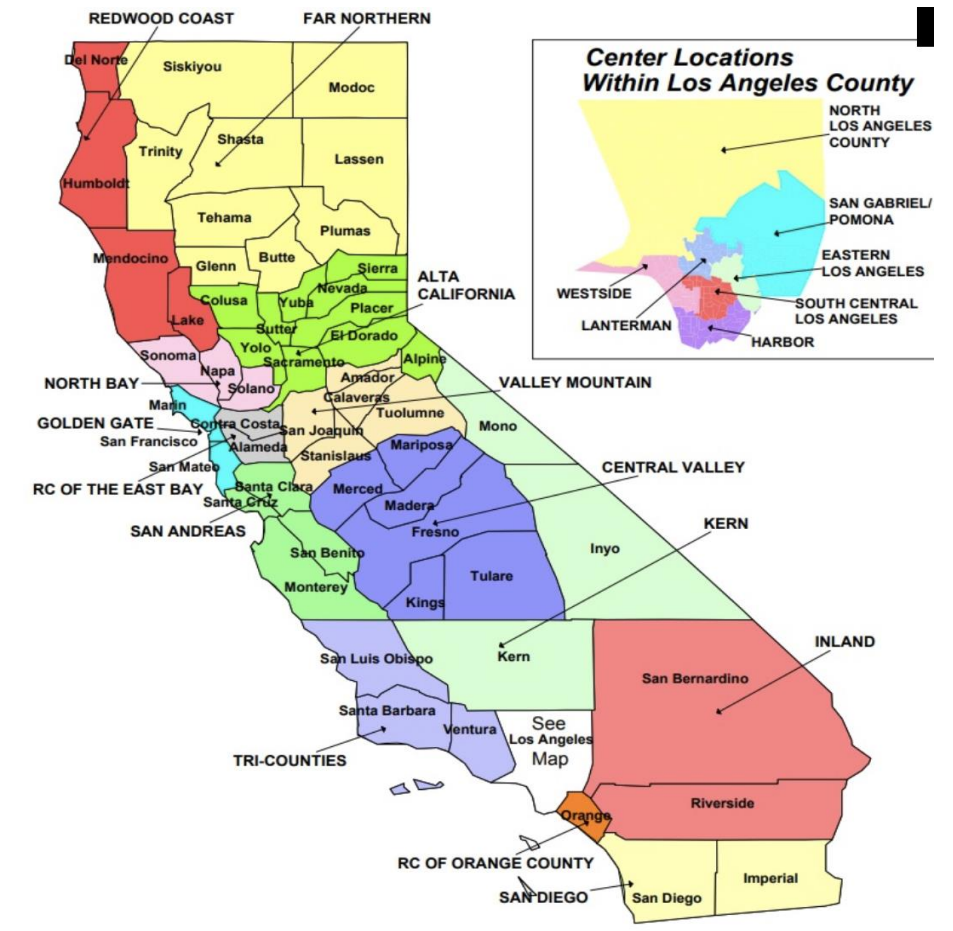 REDWOOD COAST
FAR NORTHERN
Center Locations
Within Los Angeles County
NORTH
LOS ANGELES
COUNTY
SAN GABRIEL/
POMONA
EASTERN
LOS ANGELES
WESTSIDE
SOUTH CENTRAL
LOS ANGELES
LANTERMAN
HARBOR
Del Norte
Siskiyou
Modoc
Shasta
Trinity
Lassen
Humboldt
Tehama
Plumas
Mendocino
Glenn
Butte
Sierra
ALTA
CALIFORNIA
Colusa
Yuba
Nevada
Placer
Lake
Sutter
El Dorado
Yolo
Sonoma
Sacramento
Alpine
Napa
Amador
NORTH BAY
Solano
VALLEY MOUNTAIN
Calaveras
Marin
Tuolumne
GOLDEN GATE
Contra Costa
Mono
San Joaquin
San Francisco
Alameda
Mariposa
Stanislaus
San Mateo
CENTRAL VALLEY
RC OF THE EAST BAY
Santa Clara
Merced
Santa Cruz
Madera
KERN
SAN ANDREAS
Fresno
San Benito
Inyo
Tulare
Monterey
Kings
INLAND
Kern
San Luis Obispo
San Bernardino
Santa Barbara
See
Los Angeles
Map
Ventura
TRI-COUNTIES
Riverside
Orange
RC OF ORANGE COUNTY
Imperial
SAN DIEGO
San Diego